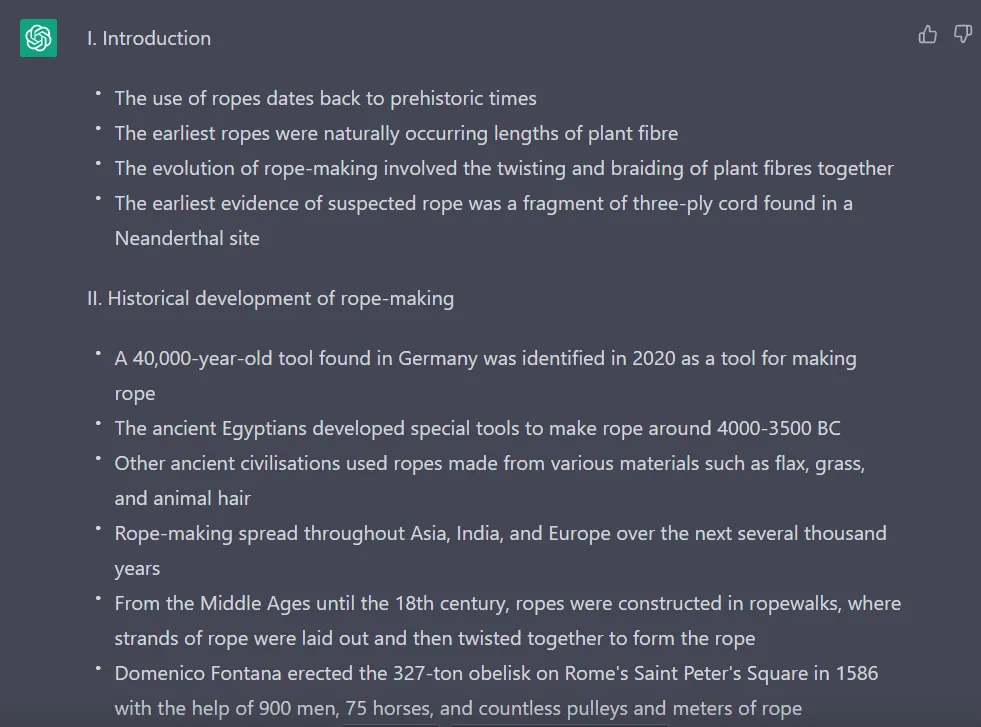 I. Introduction
• The use of ropes dates back to prehistoric times
• The earliest ropes were naturally occurring lengths of plant fibre
• The evolution of rope-making involved the twisting and braiding of plant fibres together
• The earliest evidence of suspected rope was a fragment of three-ply cord found in a
Neanderthal site
II. Historical development of rope-making
• A 40,000-year-old tool found in Germany was identified in 2020 as a tool for making
rope
• The ancient Egyptians developed special tools to make rope around 4000-3500 BC
• Other ancient civilisations used ropes made from various materials such as flax, grass,
and animal hair
• Rope-making spread throughout Asia, India, and Europe over the next several thousand
years
• From the Middle Ages until the 18th century, ropes were constructed in ropewalks, where
strands of rope were laid out and then twisted together to form the rope
• Domenico Fontana erected the 327-ton obelisk on Rome's Saint Peter's Square in 1586
with the help of 900 men, 75 horses, and countless pulleys and meters of rope